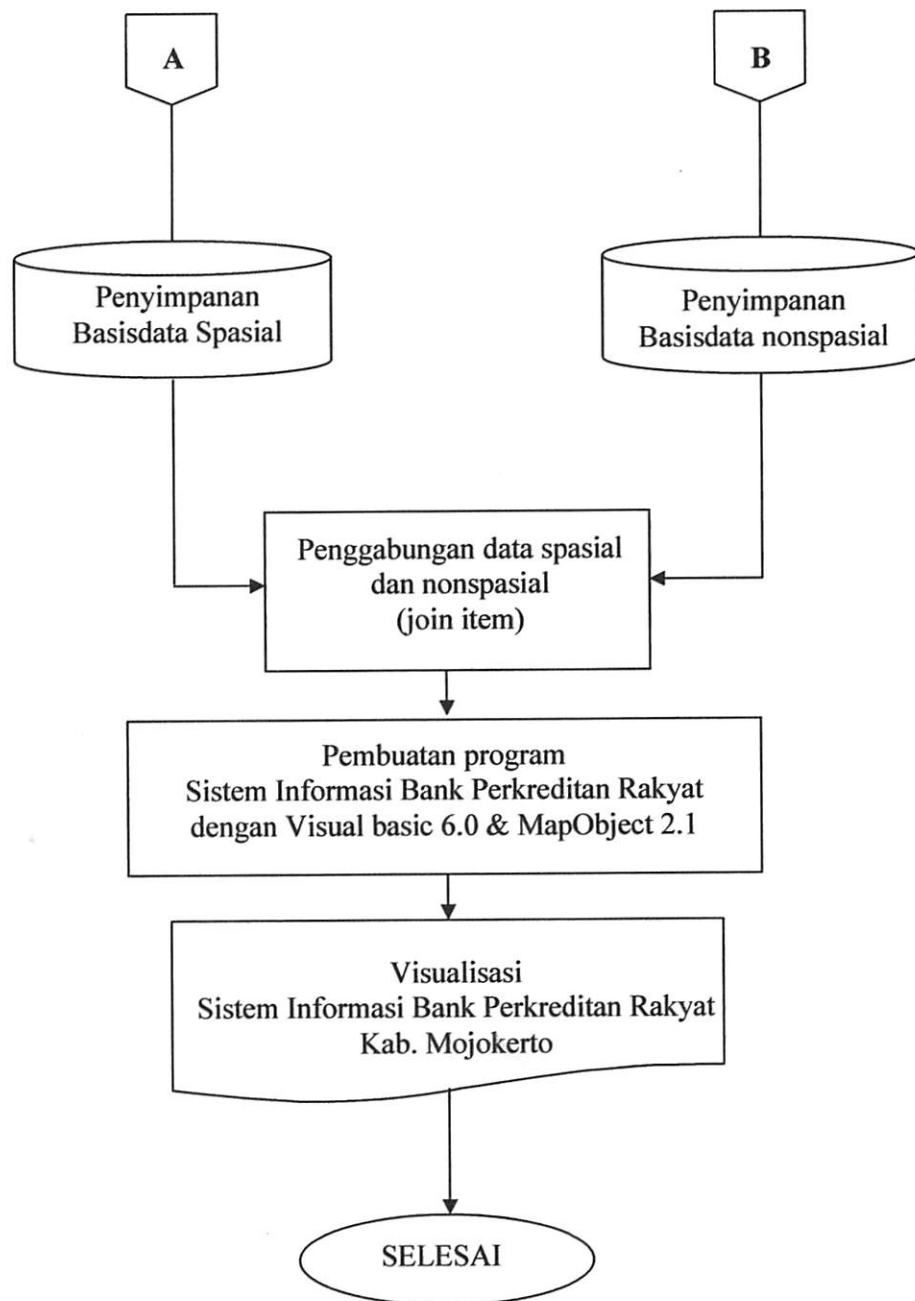 A
B
Penyimpanan
Basisdata Spasial
Penyimpanan
Basisdata nonspasial
Penggabungan data spasial
dan nonspasial
(join item)
Pembuatan program
Sistem Informasi Bank Perkreditan Rakyat
dengan Visual basic 6.0 & MapObject 2.1
Visualisasi
Sistem Informasi Bank Perkreditan Rakyat
Kab. Mojokerto
SELESAI